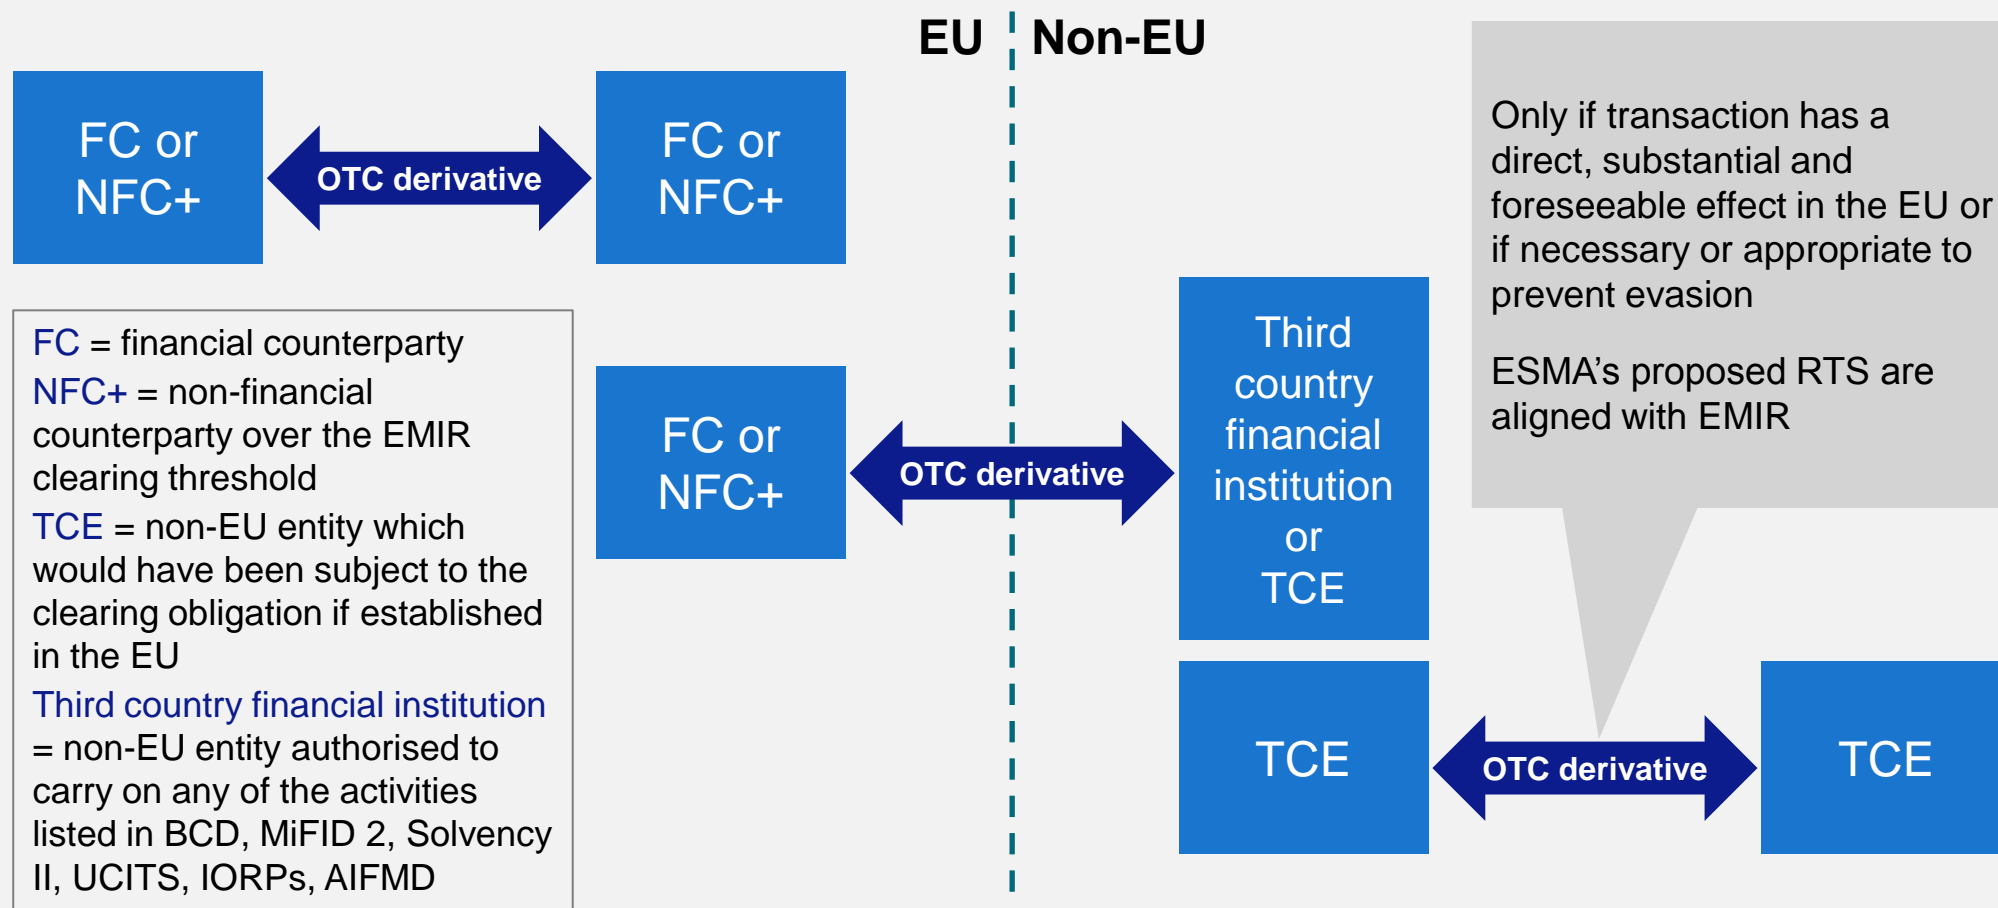 EU
Non-EU
FC or
NFC+
OTC derivative
FC or
NFC+
Only if transaction has a
direct, substantial and
foreseeable effect in the EU or
if necessary or appropriate to
prevent evasion
ESMA’s proposed RTS are
aligned with EMIR
FC = financial counterparty
NFC+ = non-financial
counterparty over the EMIR
clearing threshold
TCE = non-EU entity which
would have been subject to the
clearing obligation if established
in the EU
Third country financial institution
= non-EU entity authorised to
carry on any of the activities
listed in BCD, MiFID 2, Solvency
II, UCITS, IORPs, AIFMD
FC or
NFC+
OTC derivative
Third
country
financial
institution
or
TCE
TCE
OTC derivative
TCE